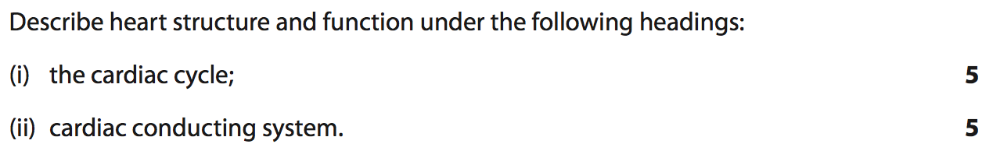 Describe heart structure and function under the following headings:
(i) the cardiac cycle; 5
(ii) cardiac conducting system. 5